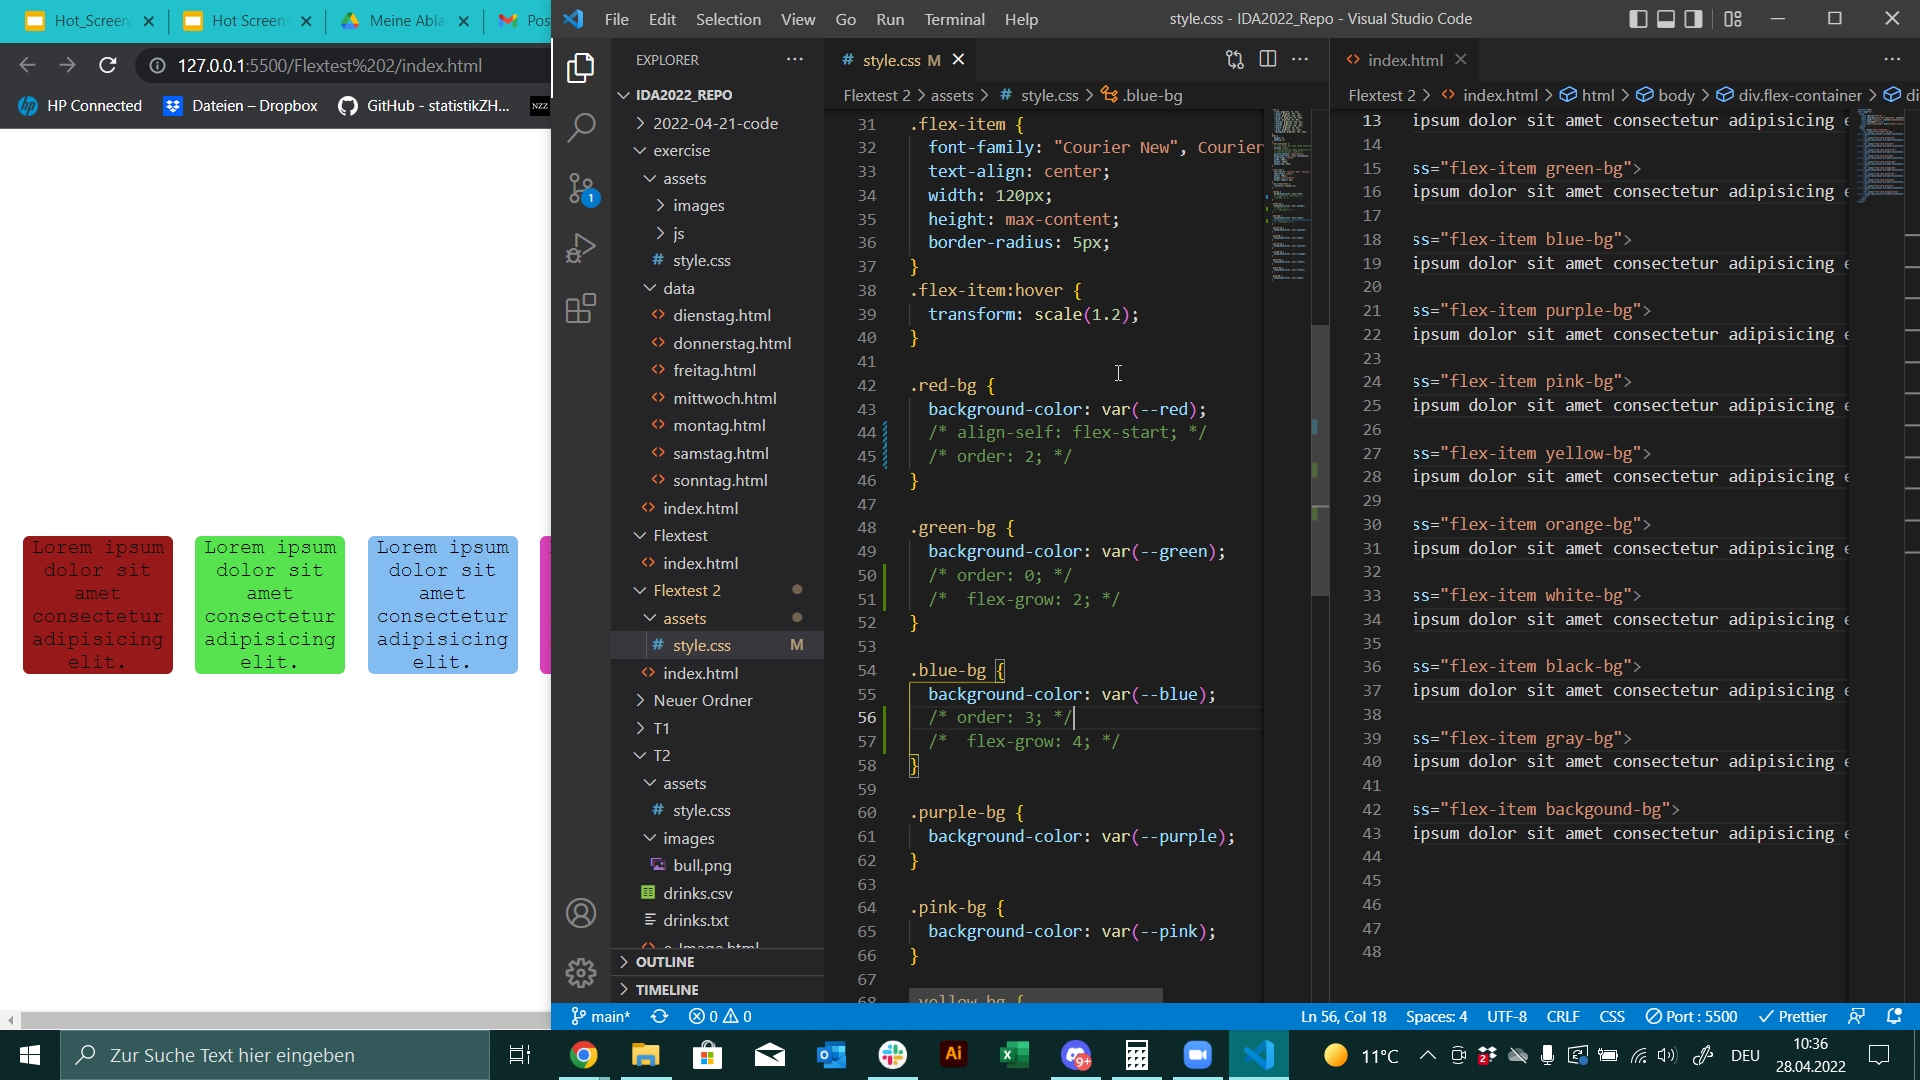 Hot_Screen
Hot Screens
Meine Abla
Pos
127.0.0.1:5500/Flextest%202/index.html
HP Connected
Dateien – Dropbox
GitHub - statistikZH...
NZZ
Lorem ipsum
dolor sit
amet
consectetur
adipisicing
elit.
Lorem ipsum
dolor sit
amet
consectetur
adipisicing
elit.
Lorem ipsum
dolor sit
amet
consectetur
adipisicing
elit.
File Edit Selection View Go Run Terminal Help
style.css - IDA2022_Repo - Visual Studio Code
EXPLORER
IDA2022_REPO
2022-04-21-code
exercise
assets
images
js
# style.css
data
<> dienstag.html
<> donnerstag.html
<> freitag.html
<> mittwoch.html
<> montag.html
<> samstag.html
<> sonntag.html
<> index.html
Flextest
<> index.html
Flextest 2
assets
# style.css M
<> index.html
Neuer Ordner
T1
T2
assets
# style.css
images
bull.png
drinks.csv
drinks.txt
OUTLINE
TIMELINE
1
# style.css M
Flextest 2 > assets > # style.css > .blue-bg
31 .flex-item {
32 font-family: "Courier New", Courier
33 text-align: center;
34 width: 120px;
35 height: max-content;
36 border-radius: 5px;
37 }
38 .flex-item:hover {
39 transform: scale(1.2);
40 }
41
42 .red-bg {
43 background-color: var(--red);
44 /* align-self: flex-start; */
45 /* order: 2; */
46 }
47
48 .green-bg {
49 background-color: var(--green);
50 /* order: 0; */
51 /*  flex-grow: 2; */
52 }
53
54 .blue-bg {
55 background-color: var(--blue);
56 /* order: 3; */
57 /*  flex-grow: 4; */
58 }
59
60 .purple-bg {
61 background-color: var(--purple);
62 }
63
64 .pink-bg {
65 background-color: var(--pink);
66 }
67
68 .yellow-bg {
<> index.html
Flextest 2 > <> index.html > html > body > div.flex-container > di
13 ipsum dolor sit amet consectetur adipisicing e
14
15 ss="flex-item green-bg">
16 ipsum dolor sit amet consectetur adipisicing e
17
18 ss="flex-item blue-bg">
19 ipsum dolor sit amet consectetur adipisicing e
20
21 ss="flex-item purple-bg">
22 ipsum dolor sit amet consectetur adipisicing e
23
24 ss="flex-item pink-bg">
25 ipsum dolor sit amet consectetur adipisicing e
26
27 ss="flex-item yellow-bg">
28 ipsum dolor sit amet consectetur adipisicing e
29
30 ss="flex-item orange-bg">
31 ipsum dolor sit amet consectetur adipisicing e
32
33 ss="flex-item white-bg">
34 ipsum dolor sit amet consectetur adipisicing e
35
36 ss="flex-item black-bg">
37 ipsum dolor sit amet consectetur adipisicing e
38
39 ss="flex-item gray-bg">
40 ipsum dolor sit amet consectetur adipisicing e
41
42 ss="flex-item backgound-bg">
43 ipsum dolor sit amet consectetur adipisicing e
44
45
46
47
48
main* 0 0 Ln 56, Col 18 Spaces: 4 UTF-8 CRLF CSS Port : 5500 Prettier
Zur Suche Text hier eingeben
Ai
9+
11°C
2
DEU
10:36
28.04.2022